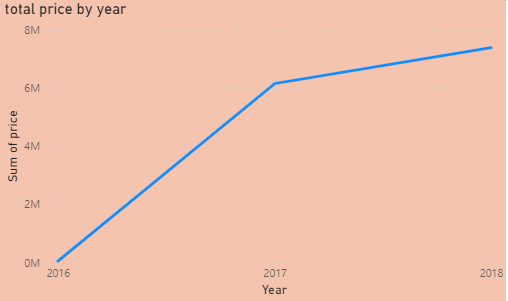 total price by year
8M
6M
4M
2M
0M
Sum of price
2016 2017 2018
Year